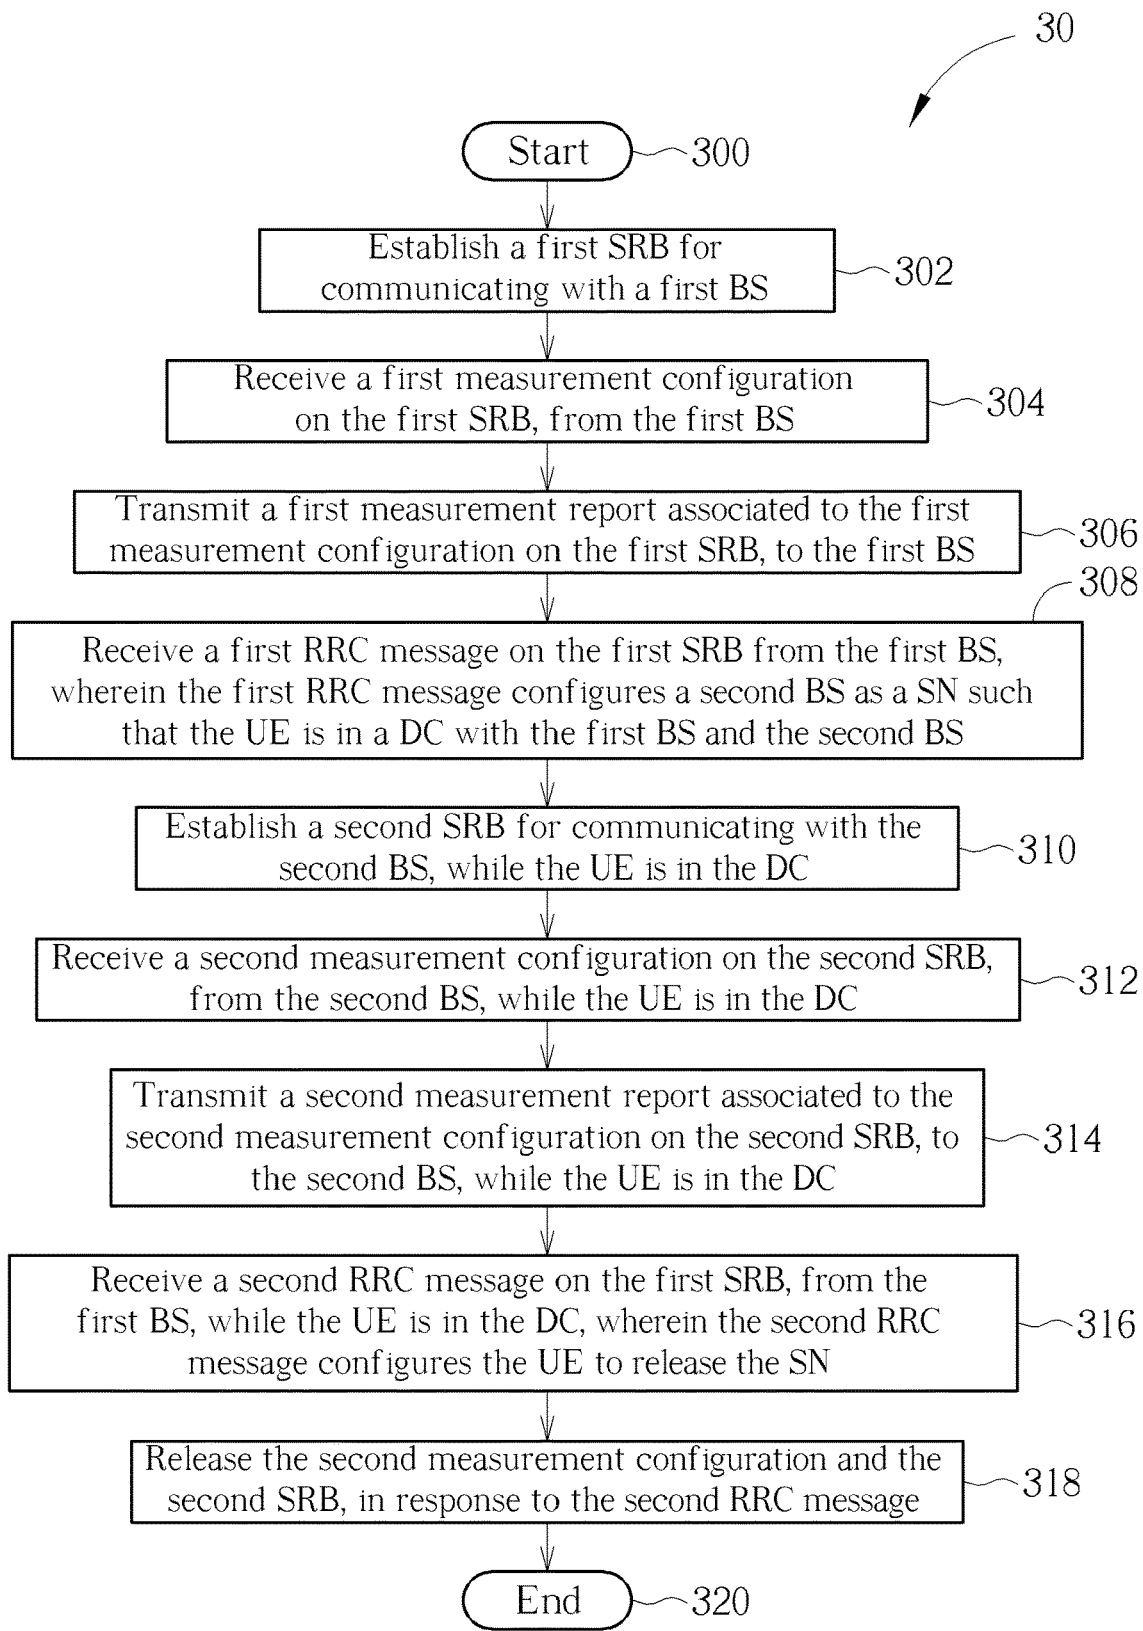 30
Start
300
Establish a first SRB for
communicating with a first BS
302
Receive a first measurement configuration
on the first SRB, from the first BS
304
Transmit a first measurement report associated to the first
measurement configuration on the first SRB, to the first BS
306
308
Receive a first RRC message on the first SRB from the first BS,
wherein the first RRC message configures a second BS as a SN such
that the UE is in a DC with the first BS and the second BS
Establish a second SRB for communicating with the
second BS, while the UE is in the DC
310
Receive a second measurement configuration on the second SRB,
from the second BS, while the UE is in the DC
312
Transmit a second measurement report associated to the
second measurement configuration on the second SRB, to
the second BS, while the UE is in the DC
314
Receive a second RRC message on the first SRB, from the
first BS, while the UE is in the DC, wherein the second RRC
message configures the UE to release the SN
316
Release the second measurement configuration and the
second SRB, in response to the second RRC message
318
End
320